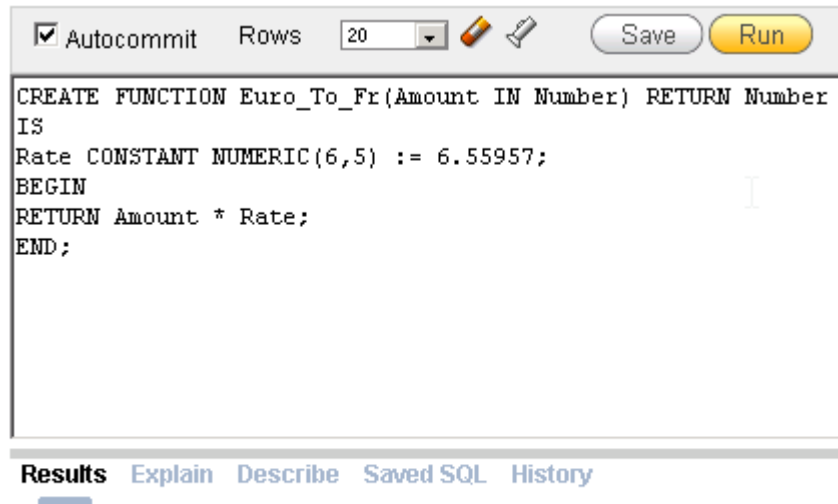 Autocommit Rows 20 Save Run
CREATE FUNCTION Euro_To_Fr(Amount IN Number) RETURN Number
IS
Rate CONSTANT NUMERIC(6,5) := 6.55957;
BEGIN
RETURN Amount * Rate;
END;
Results Explain Describe Saved SQL History